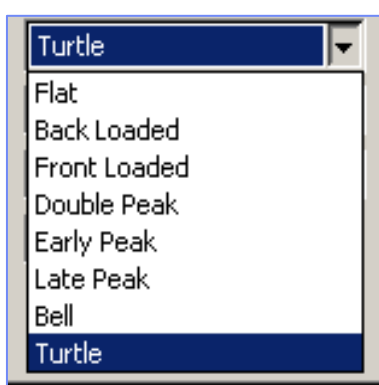 Turtle
Flat
Back Loaded
Front Loaded
Double Peak
Early Peak
Late Peak
Bell
Turtle